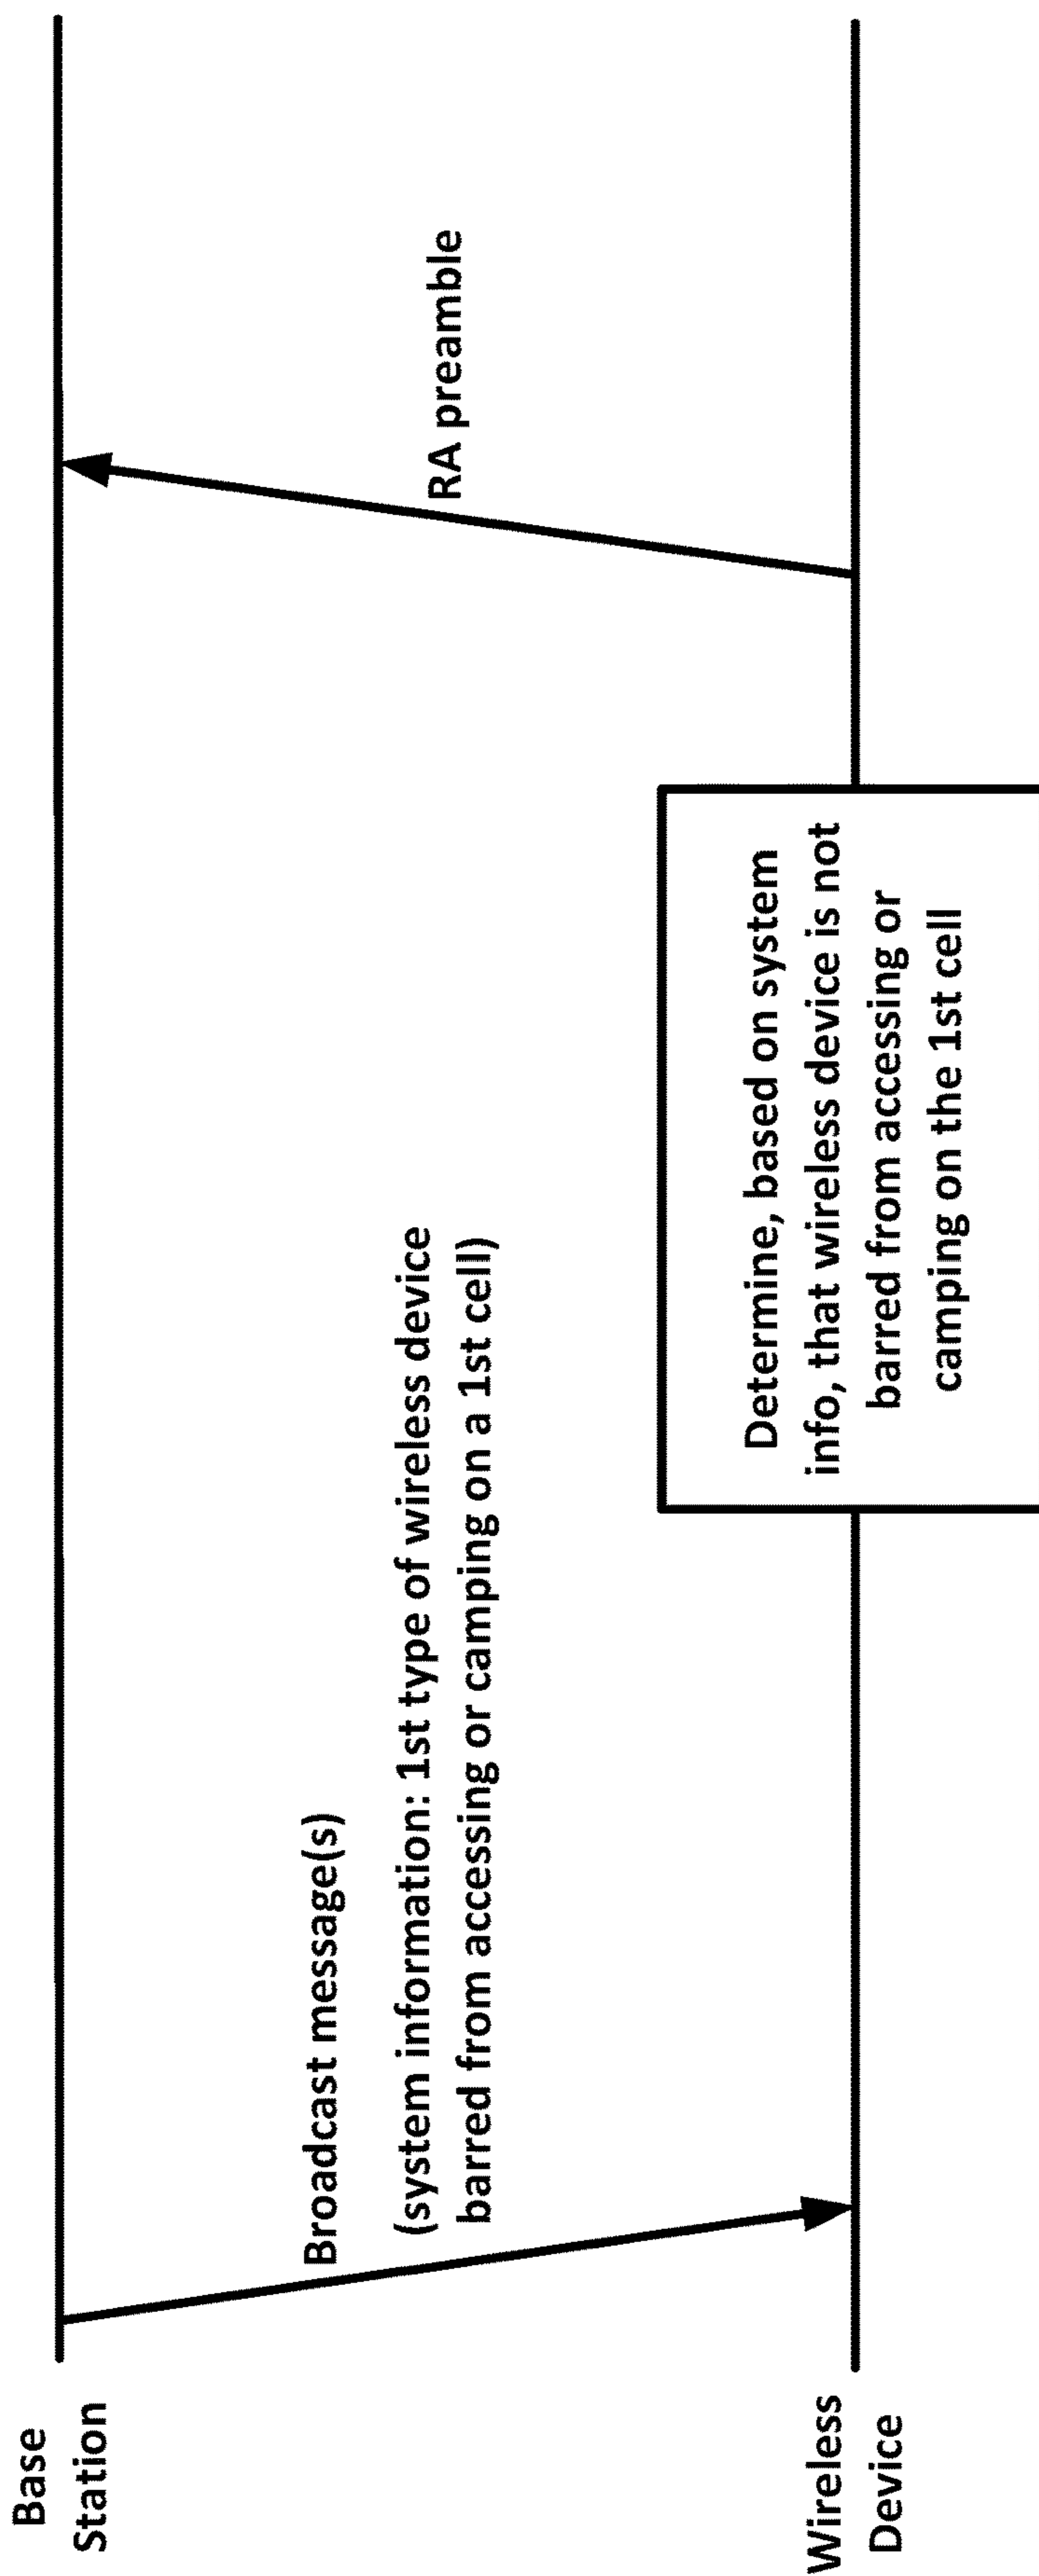 Base
Station
Broadcast message(s)
(system information: 1st type of wireless device
barred from accessing or camping on a 1st cell)
RA preamble
Determine, based on system
info, that wireless device is not
barred from accessing or
camping on the 1st cell
Wireless
Device